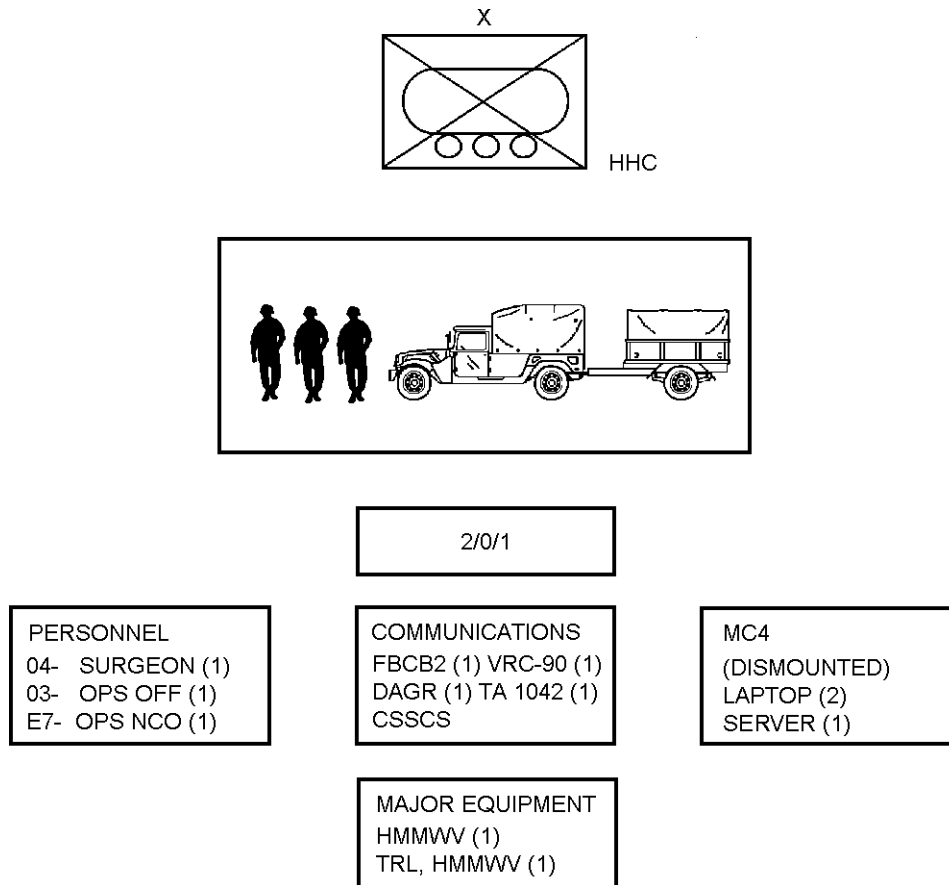 X
HHC
2/0/1
PERSONNEL
04- SURGEON (1)
03- OPS OFF (1)
E7- OPS NCO (1)
COMMUNICATIONS
FBCB2 (1) VRC-90 (1)
DAGR (1) TA 1042 (1)
CSSCS
MC4
(DISMOUNTED)
LAPTOP (2)
SERVER (1)
MAJOR EQUIPMENT
HMMWV (1)
TRL, HMMWV (1)